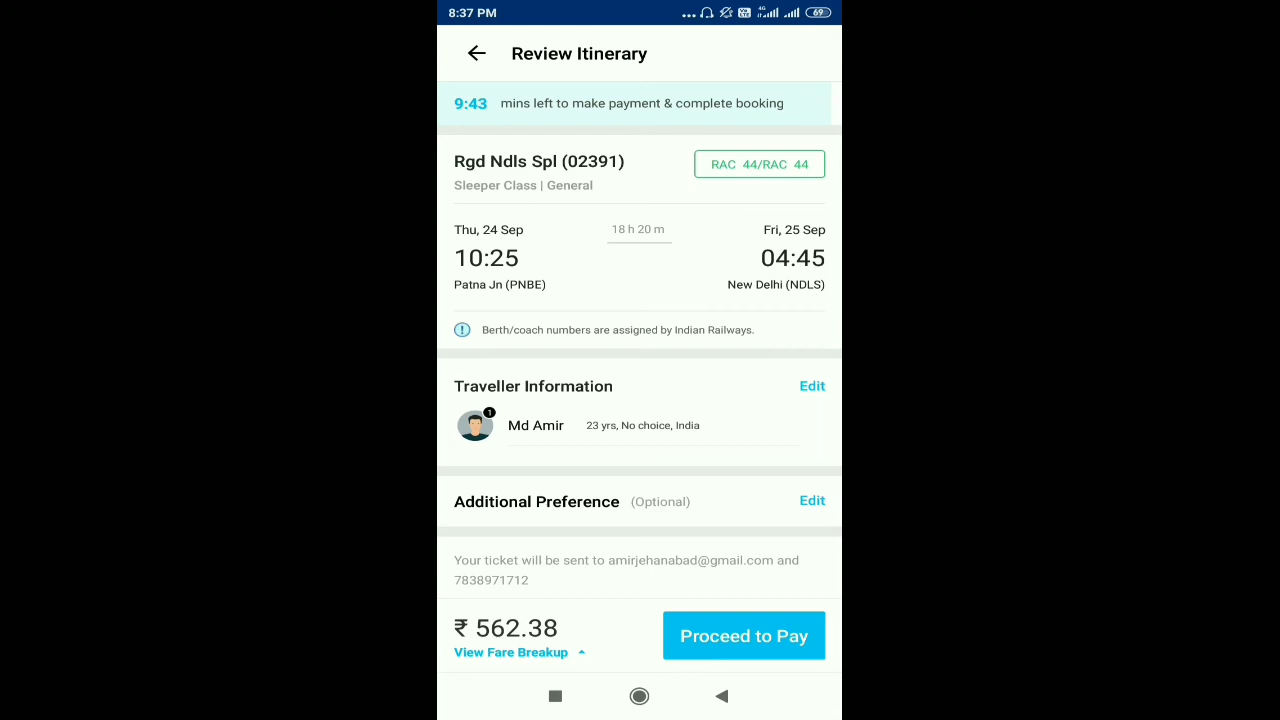 8:37 PM
4G
69
Review Itinerary
9:43 mins left to make payment & complete booking
Rgd Ndls Spl (02391)
RAC 44/RAC 44
Sleeper Class | General
Thu, 24 Sep
18 h 20 m
Fri, 25 Sep
10:25
04:45
Patna Jn (PNBE)
New Delhi (NDLS)
Berth/coach numbers are assigned by Indian Railways.
Traveller Information
Edit
1
Md Amir 23 yrs, No choice, India
Additional Preference (Optional)
Edit
Your ticket will be sent to amirjehanabad@gmail.com and
7838971712
₹ 562.38
View Fare Breakup
Proceed to Pay